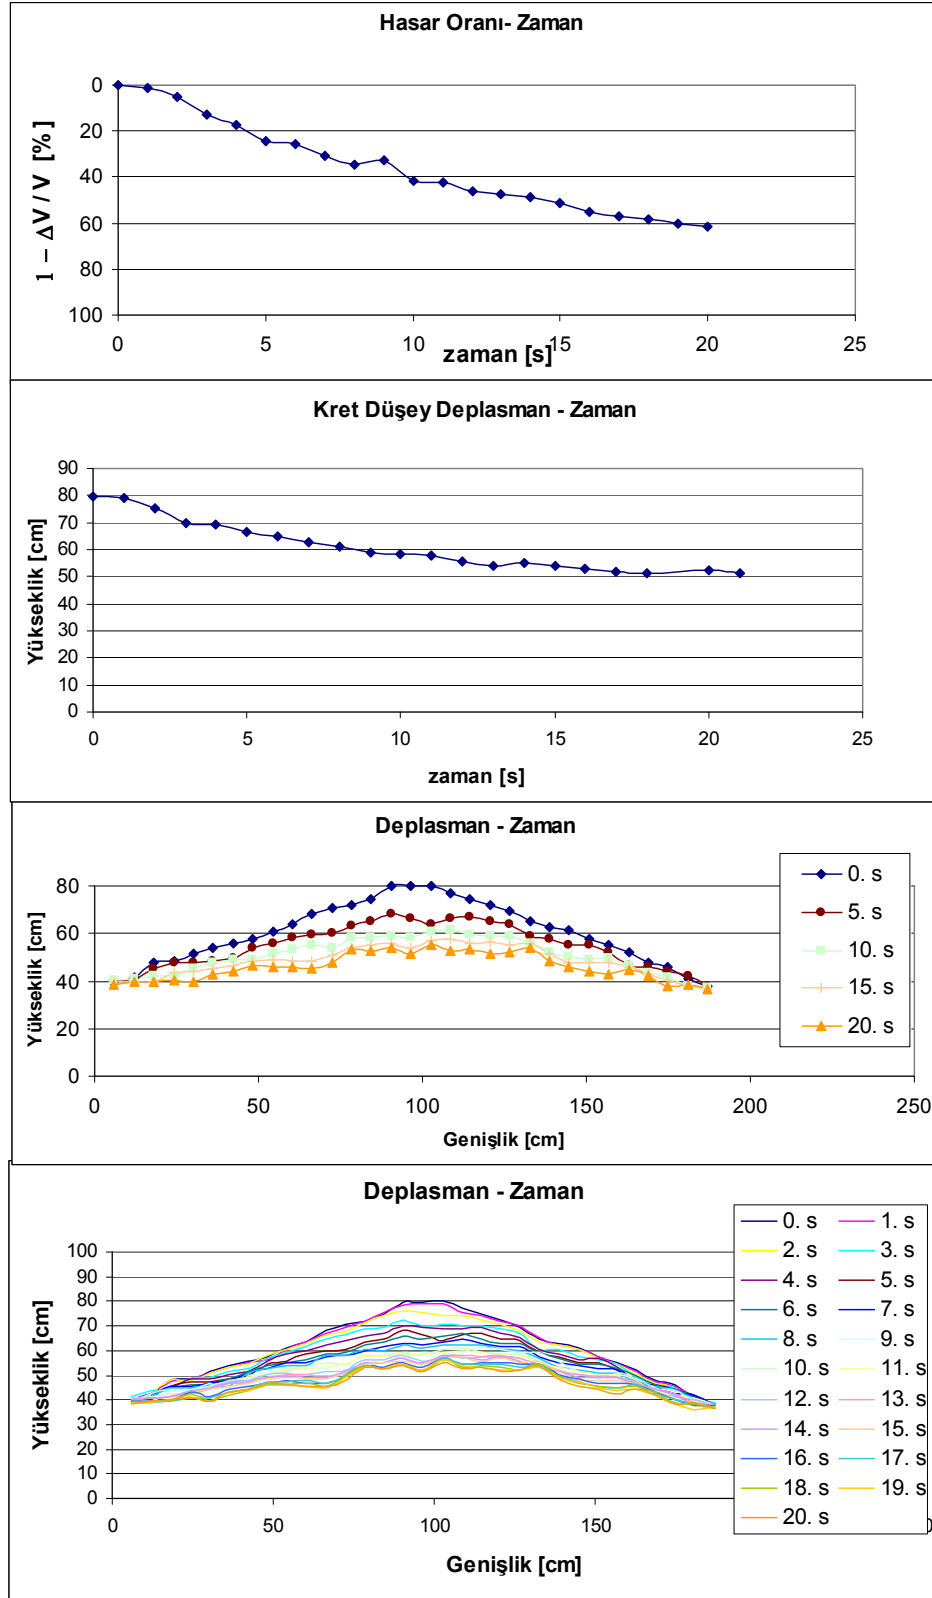 Hasar Oranı- Zaman
1 – ΔV / V [%]
0
20
40
60
80
100
0 5 10 15 20 25
zaman [s]
Kret Düşey Deplasman - Zaman
Yükseklik [cm]
90
80
70
60
50
40
30
20
10
0
0 5 10 15 20 25
zaman [s]
Deplasman - Zaman
Yükseklik [cm]
80
60
40
20
0
0 50 100 150 200 250
Genişlik [cm]
0. s
5. s
10. s
15. s
20. s
Deplasman - Zaman
Yükseklik [cm]
100
90
80
70
60
50
40
30
20
10
0
0 50 100 150
Genişlik [cm]
0. s 1. s
2. s 3. s
4. s 5. s
6. s 7. s
8. s 9. s
10. s 11. s
12. s 13. s
14. s 15. s
16. s 17. s
18. s 19. s
20. s